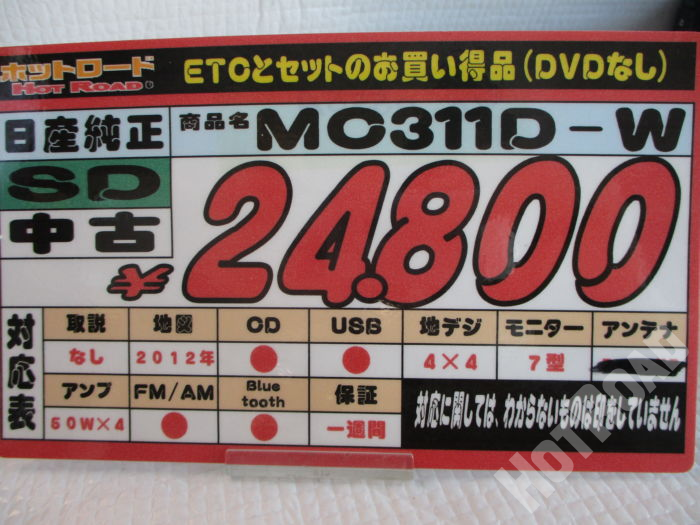 ホットロード
HOT ROAD
ETCとセットのお買い得品(DVDなし)
日産純正
商品名 MC311D-W
SD
中古
¥24.800
対応表
取説 地図 CD USB 地デジ モニター アンテナ
なし 2012年 ● ● 4×4 7型
アンプ FM/AM Blue tooth 保証
50W×4 ● ● 一週間
対応に関しては、わからないものは印をしていません
HOTROAD